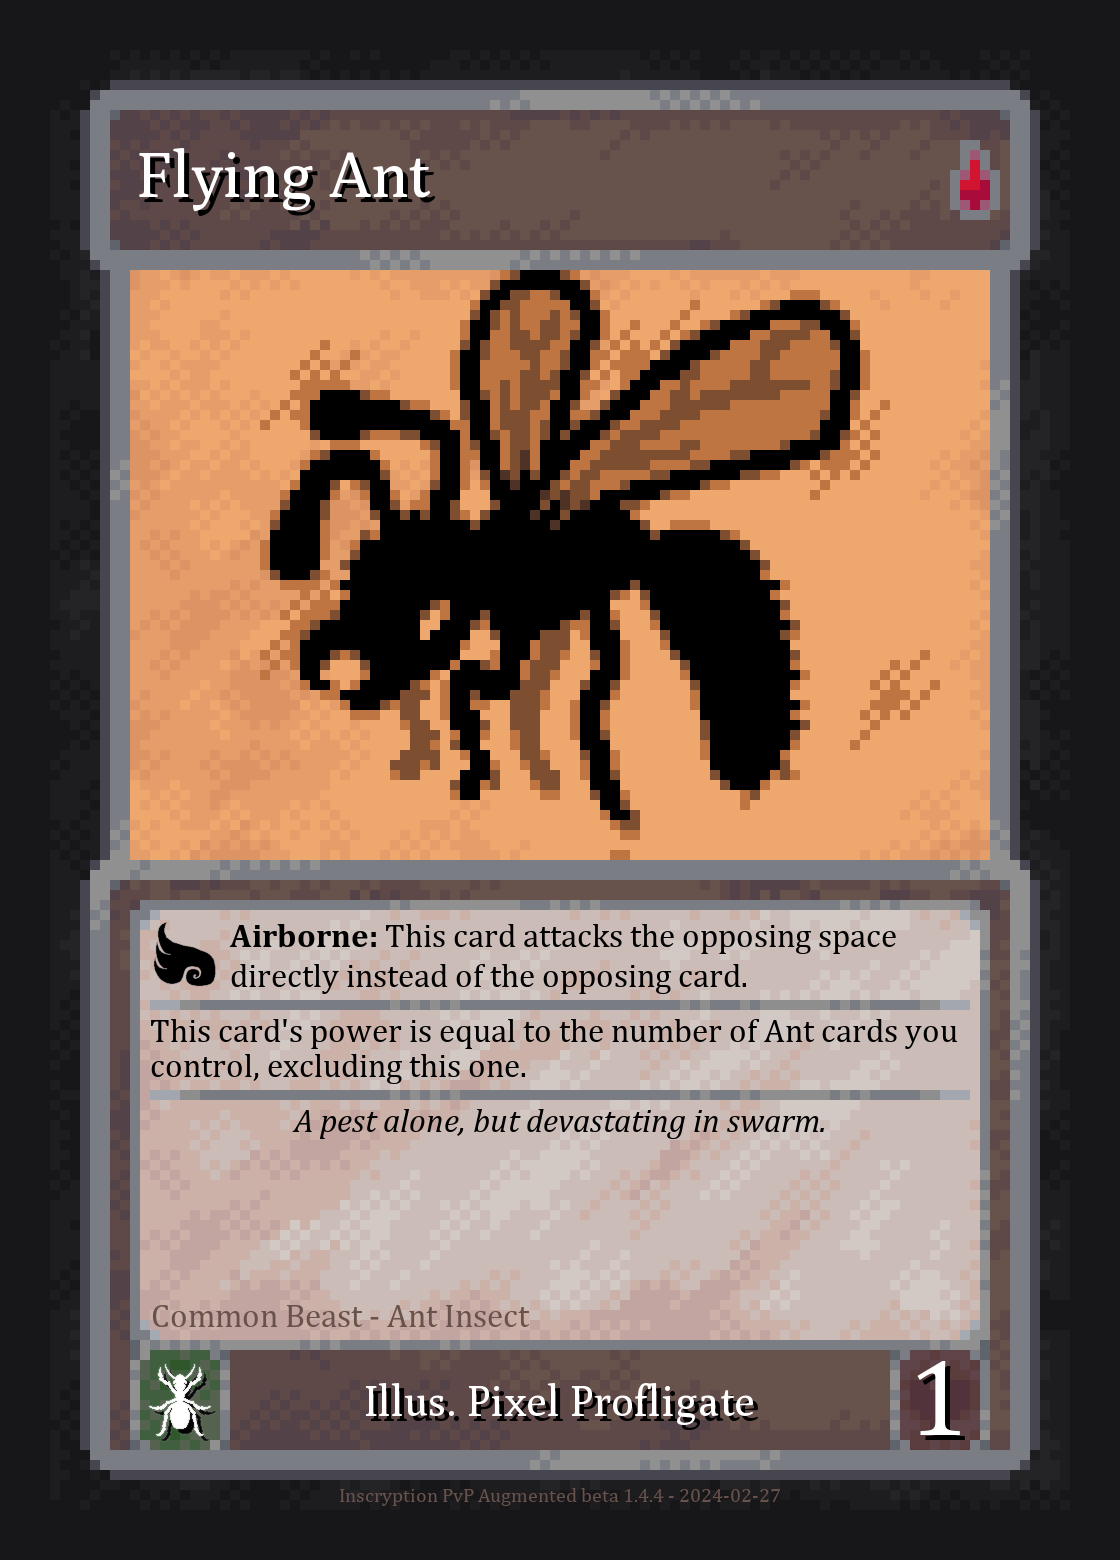 Flying Ant
Airborne: This card attacks the opposing space
directly instead of the opposing card.
This card's power is equal to the number of Ant cards you
control, excluding this one.
A pest alone, but devastating in swarm.
Common Beast - Ant Insect
Illus. Pixel Profligate
1
Inscryption PvP Augmented beta 1.4.4 - 2024-02-27